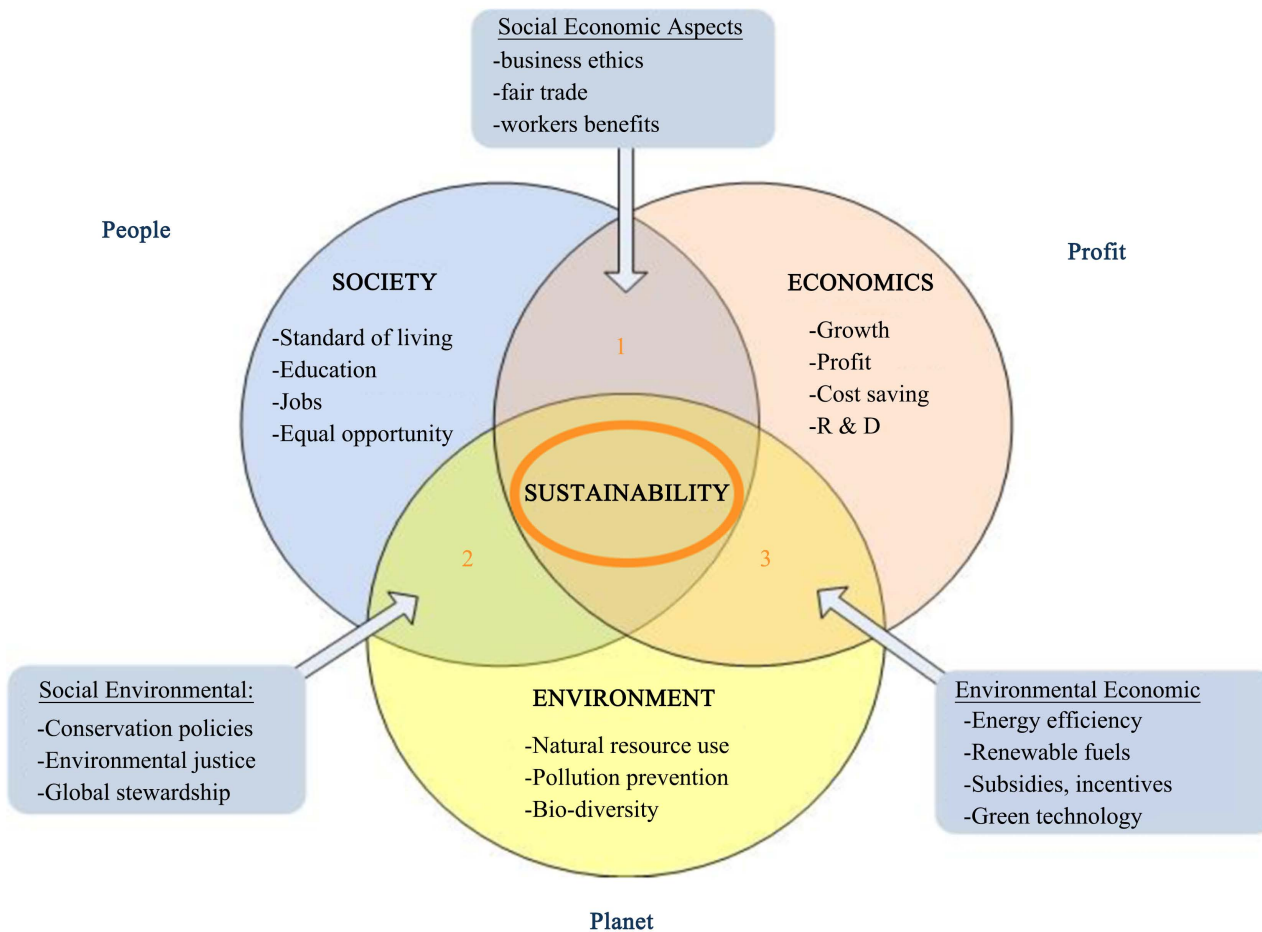 Social Economic Aspects
-business ethics
-fair trade
-workers benefits
People
Profit
SOCIETY
-Standard of living
-Education
-Jobs
-Equal opportunity
ECONOMICS
-Growth
-Profit
-Cost saving
-R & D
1
SUSTAINABILITY
2
3
Social Environmental:
-Conservation policies
-Environmental justice
-Global stewardship
ENVIRONMENT
-Natural resource use
-Pollution prevention
-Bio-diversity
Environmental Economic
-Energy efficiency
-Renewable fuels
-Subsidies, incentives
-Green technology
Planet